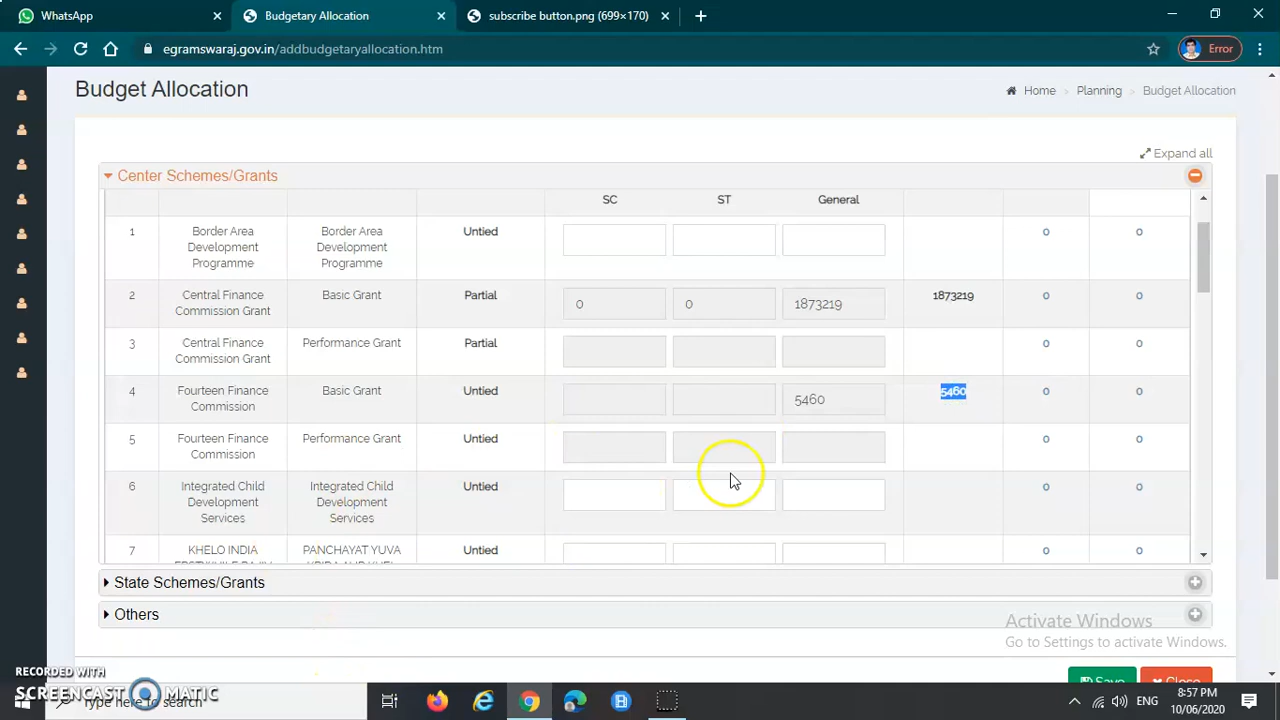 WhatsApp
Budgetary Allocation
subscribe button.png (699×170)
egramswaraj.gov.in/addbudgetaryallocation.htm
Error
Budget Allocation
Home > Planning > Budget Allocation
Expand all
Center Schemes/Grants
SC ST General
1 Border Area Development Programme Border Area Development Programme Untied 0 0
2 Central Finance Commission Grant Basic Grant Partial 0 0 1873219 1873219 0 0
3 Central Finance Commission Grant Performance Grant Partial 0 0
4 Fourteen Finance Commission Basic Grant Untied 5460 5460 0 0
5 Fourteen Finance Commission Performance Grant Untied 0 0
6 Integrated Child Development Services Integrated Child Development Services Untied 0 0
7 KHELO INDIA PANCHAYAT YUVA Untied 0 0
State Schemes/Grants
Others
Activate Windows
Go to Settings to activate Windows.
Save Close
RECORDED WITH
SCREENCAST MATIC
Type here to search
ENG
8:57 PM
10/06/2020